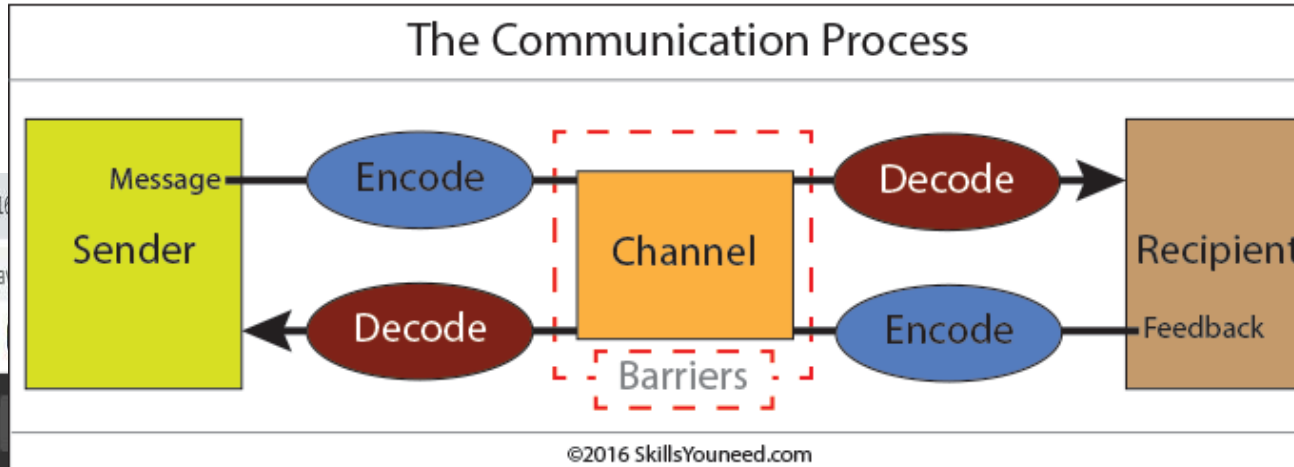 The Communication Process
Message
Encode
Decode
Sender
Channel
Recipient
Decode
Encode
Feedback
Barriers
©2016 SkillsYouneed.com